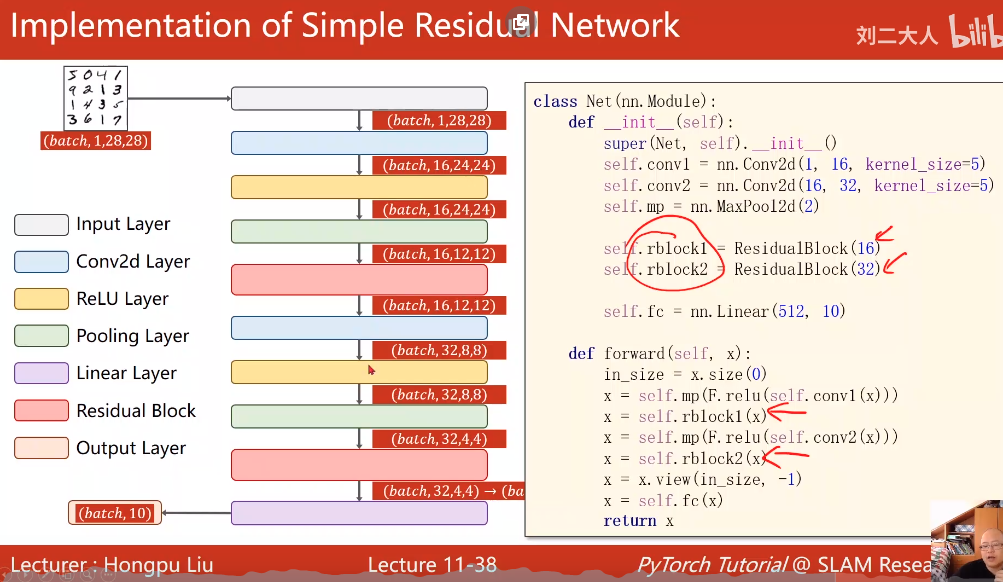 Implementation of Simple Residual Network
刘二大人
5 0 4 1
9 2 1 3
1 4 3 5
3 6 1 7
(batch, 1,28,28)
(batch, 1,28,28)
(batch, 16,24,24)
(batch, 16,24,24)
(batch, 16,12,12)
(batch, 16,12,12)
(batch, 32,8,8)
(batch, 32,8,8)
(batch, 32,4,4)
(batch, 32,4,4) → (ba
(batch, 10)
Input Layer
Conv2d Layer
ReLU Layer
Pooling Layer
Linear Layer
Residual Block
Output Layer
class Net(nn.Module):
def __init__(self):
super(Net, self).__init__()
self.conv1 = nn.Conv2d(1, 16, kernel_size=5)
self.conv2 = nn.Conv2d(16, 32, kernel_size=5)
self.mp = nn.MaxPool2d(2)
self.rblock1 = ResidualBlock(16)
self.rblock2 = ResidualBlock(32)
self.fc = nn.Linear(512, 10)
def forward(self, x):
in_size = x.size(0)
x = self.mp(F.relu(self.conv1(x)))
x = self.rblock1(x)
x = self.mp(F.relu(self.conv2(x)))
x = self.rblock2(x)
x = x.view(in_size, -1)
x = self.fc(x)
return x
Lecturer : Hongpu Liu
Lecture 11-38
PyTorch Tutorial @ SLAM Resea